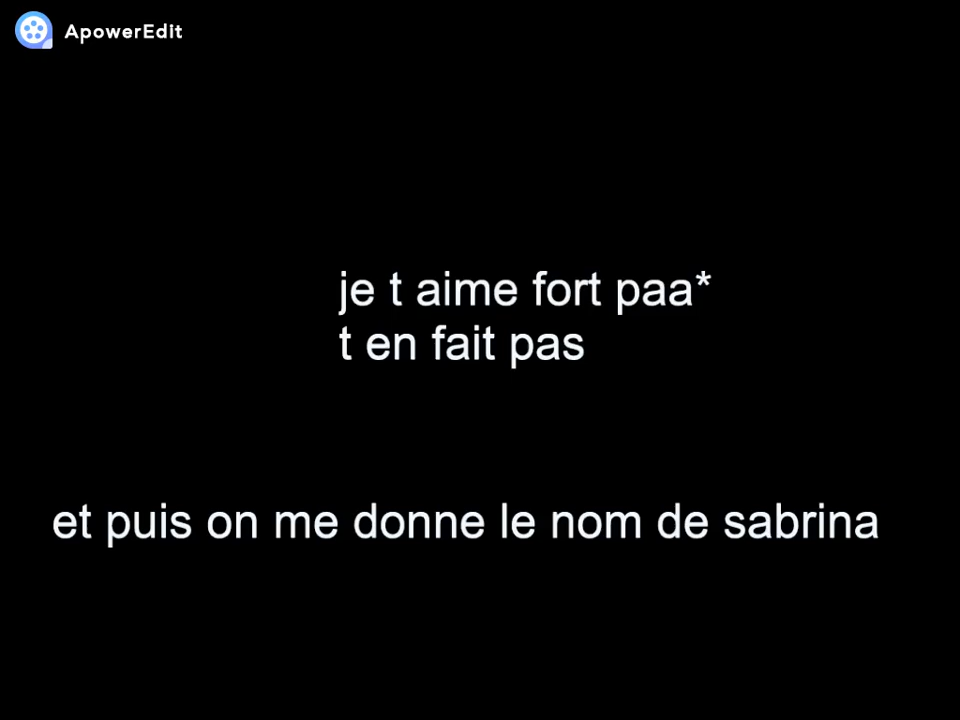 ApowerEdit
je t aime fort paa*
t en fait pas
et puis on me donne le nom de sabrina